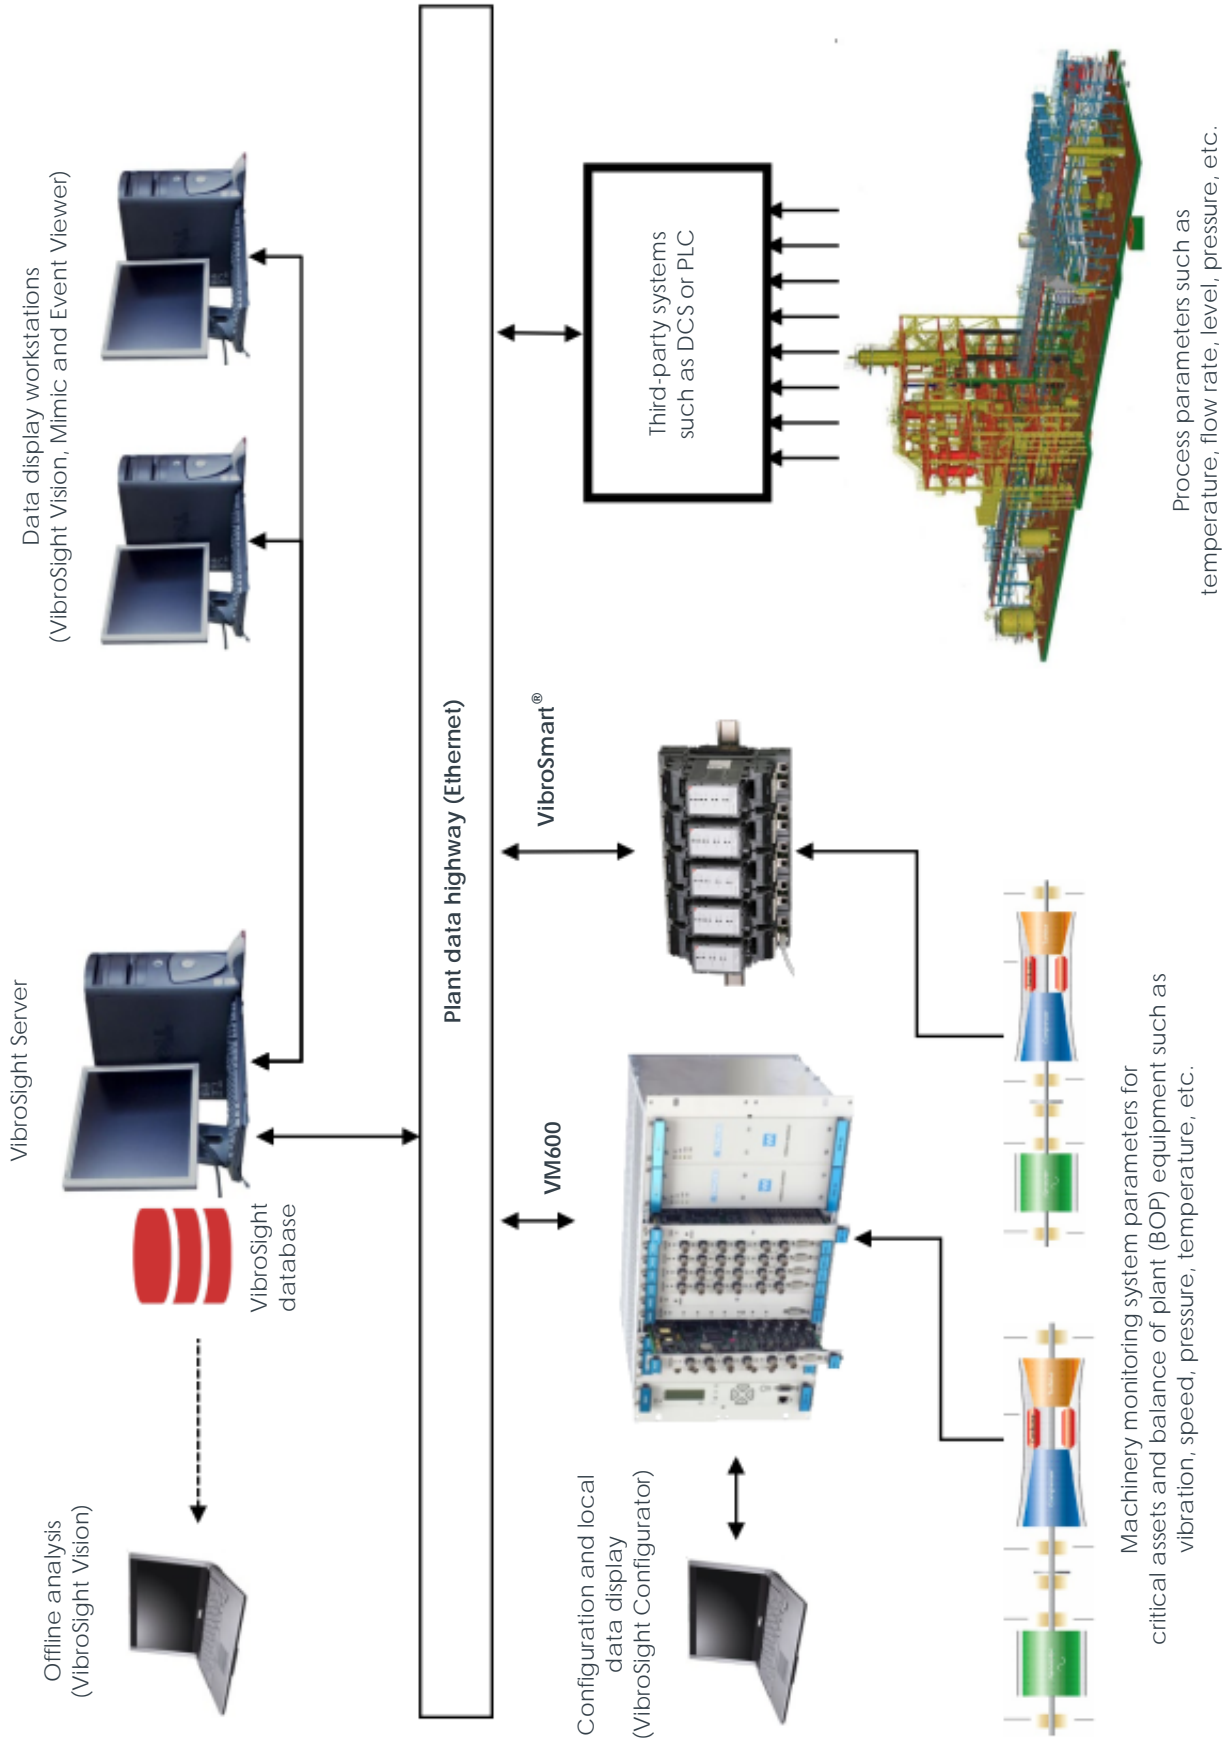 Offline analysis
(VibroSight Vision)
VibroSight Server
VibroSight
database
Data display workstations
(VibroSight Vision, Mimic and Event Viewer)
Plant data highway (Ethernet)
Configuration and local
data display
(VibroSight Configurator)
VM600
VibroSmart®
Third-party systems
such as DCS or PLC
Machinery monitoring system parameters for
critical assets and balance of plant (BOP) equipment such as
vibration, speed, pressure, temperature, etc.
Process parameters such as
temperature, flow rate, level, pressure, etc.